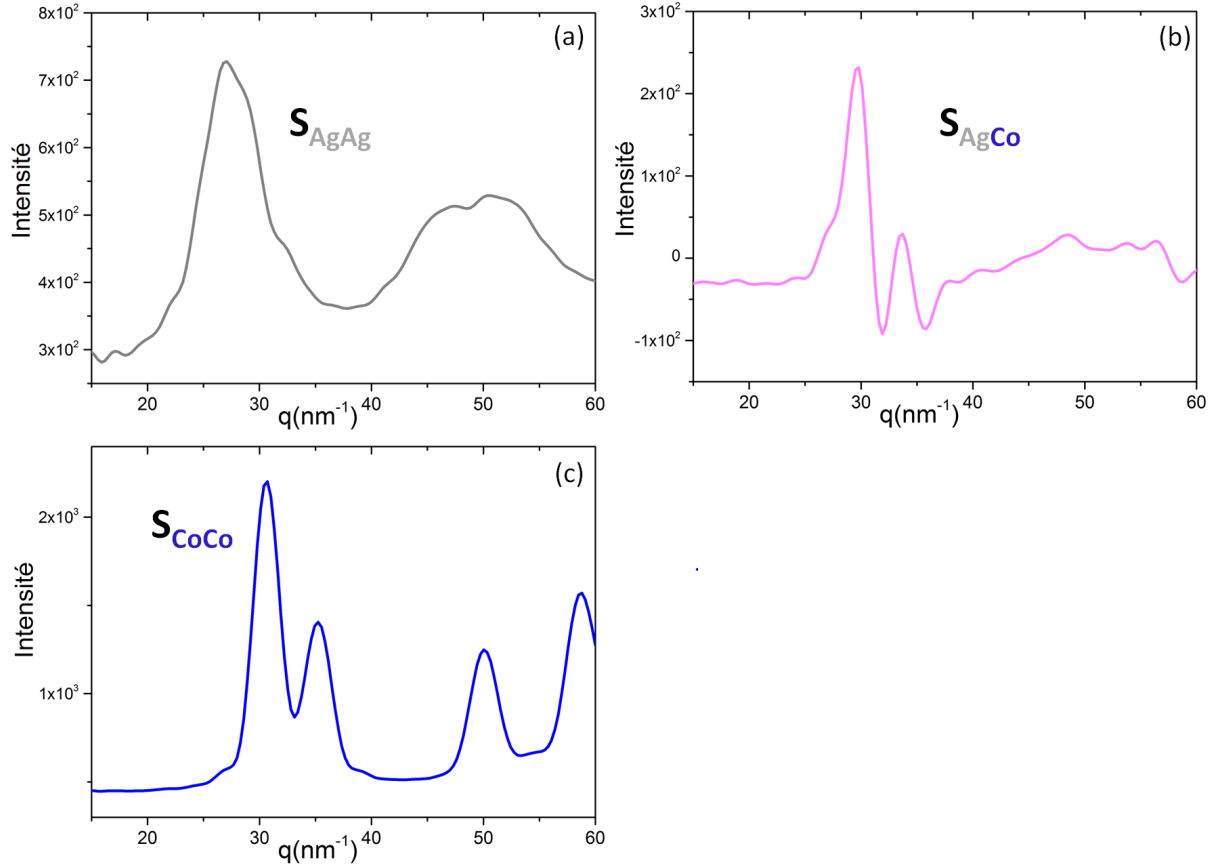 (a)
S AgAg
Intensité
8x10²
7x10²
6x10²
5x10²
4x10²
3x10²
20 30 40 50 60
q(nm⁻¹)
(b)
S AgCo
Intensité
3x10²
2x10²
1x10²
0
-1x10²
20 30 40 50 60
q(nm⁻¹)
(c)
S CoCo
Intensité
2x10³
1x10³
20 30 40 50 60
q(nm⁻¹)